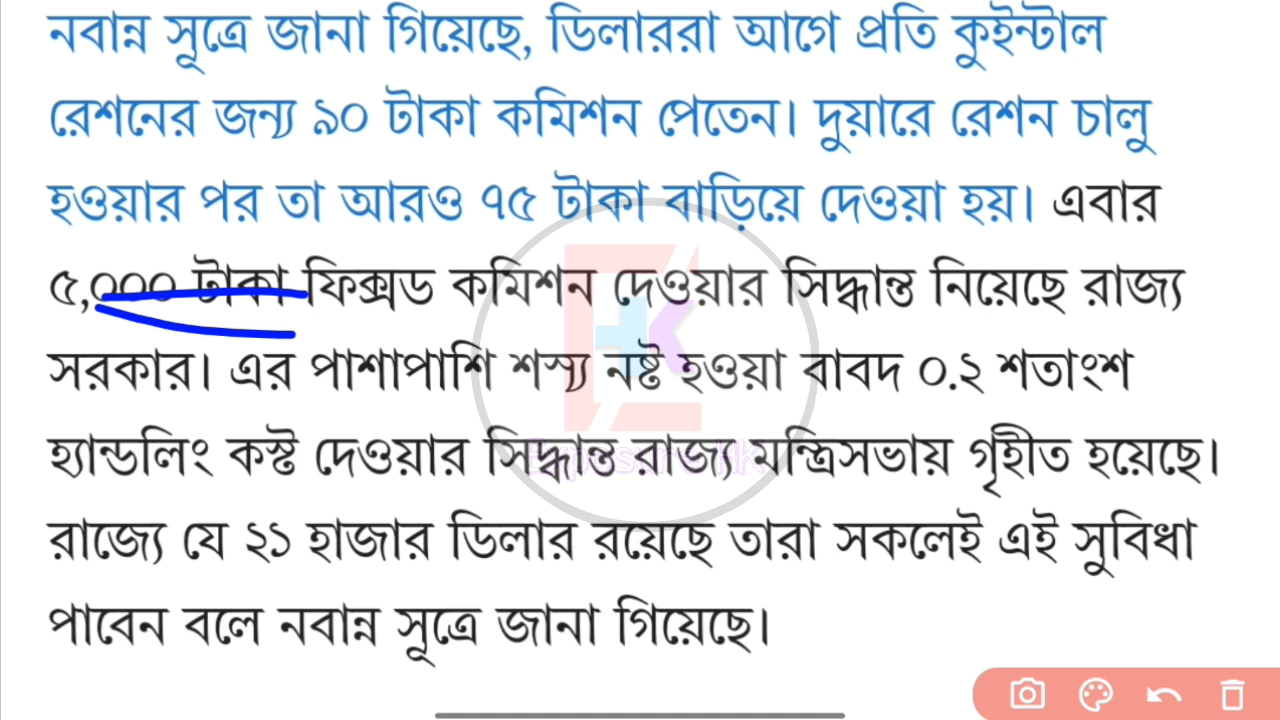 নবান্ন সূত্রে জানা গিয়েছে, ডিলাররা আগে প্রতি কুইন্টাল
রেশনের জন্য ৯০ টাকা কমিশন পেতেন। দুয়ারে রেশন চালু
হওয়ার পর তা আরও ৭৫ টাকা বাড়িয়ে দেওয়া হয়। এবার
৫,০০০ টাকা ফিক্সড কমিশন দেওয়ার সিদ্ধান্ত নিয়েছে রাজ্য
সরকার। এর পাশাপাশি শস্য নষ্ট হওয়া বাবদ ০.২ শতাংশ
হ্যান্ডলিং কস্ট দেওয়ার সিদ্ধান্ত রাজ্য মন্ত্রিসভায় গৃহীত হয়েছে।
রাজ্যে যে ২১ হাজার ডিলার রয়েছে তারা সকলেই এই সুবিধা
পাবেন বলে নবান্ন সূত্রে জানা গিয়েছে।